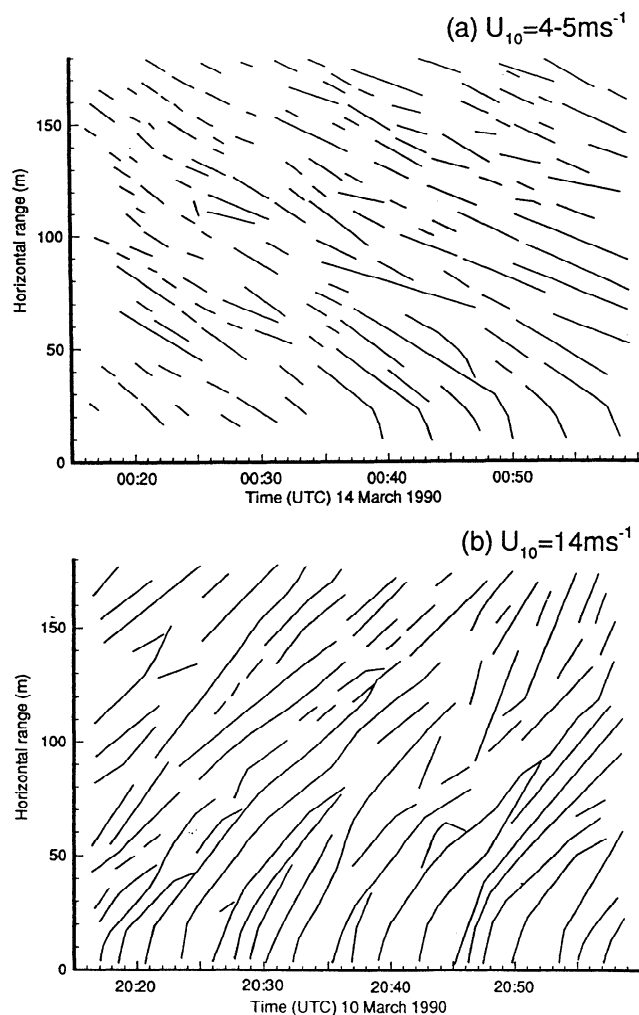 (a) U₁₀=4-5ms⁻¹
150
100
50
0
Horizontal range (m)
00:20 00:30 00:40 00:50
Time (UTC) 14 March 1990
(b) U₁₀=14ms⁻¹
150
100
50
0
Horizontal range (m)
20:20 20:30 20:40 20:50
Time (UTC) 10 March 1990